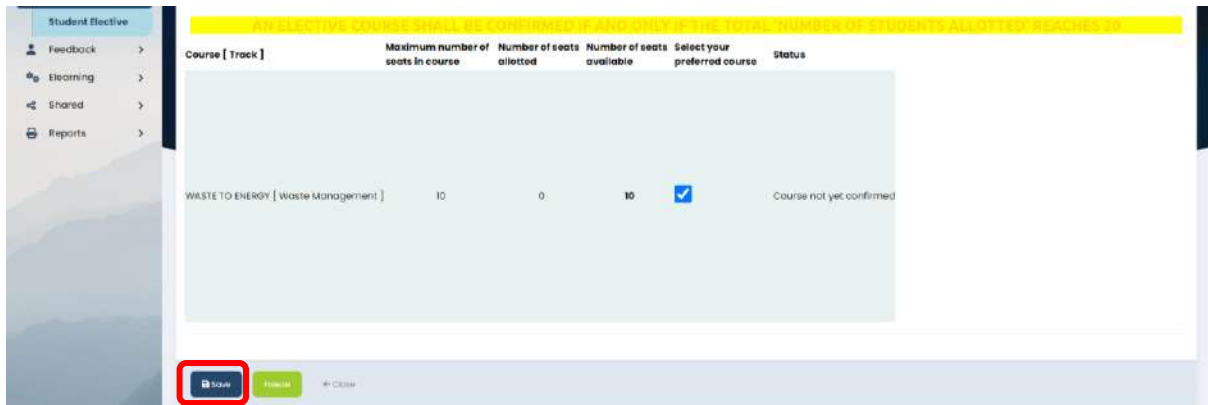 Student Elective
AN ELECTIVE COURSE SHALL BE CONFIRMED IF AND ONLY IF THE TOTAL 'NUMBER OF STUDENTS ALLOTTED' REACHES 20
Feedback
Elearning
Shared
Reports
Course [ Track ]
Maximum number of seats in course
Number of seats allotted
Number of seats available
Select your preferred course
Status
WASTE TO ENERGY [ Waste Management ] 10 0 10 Course not yet confirmed
Save
Freeze
← Close